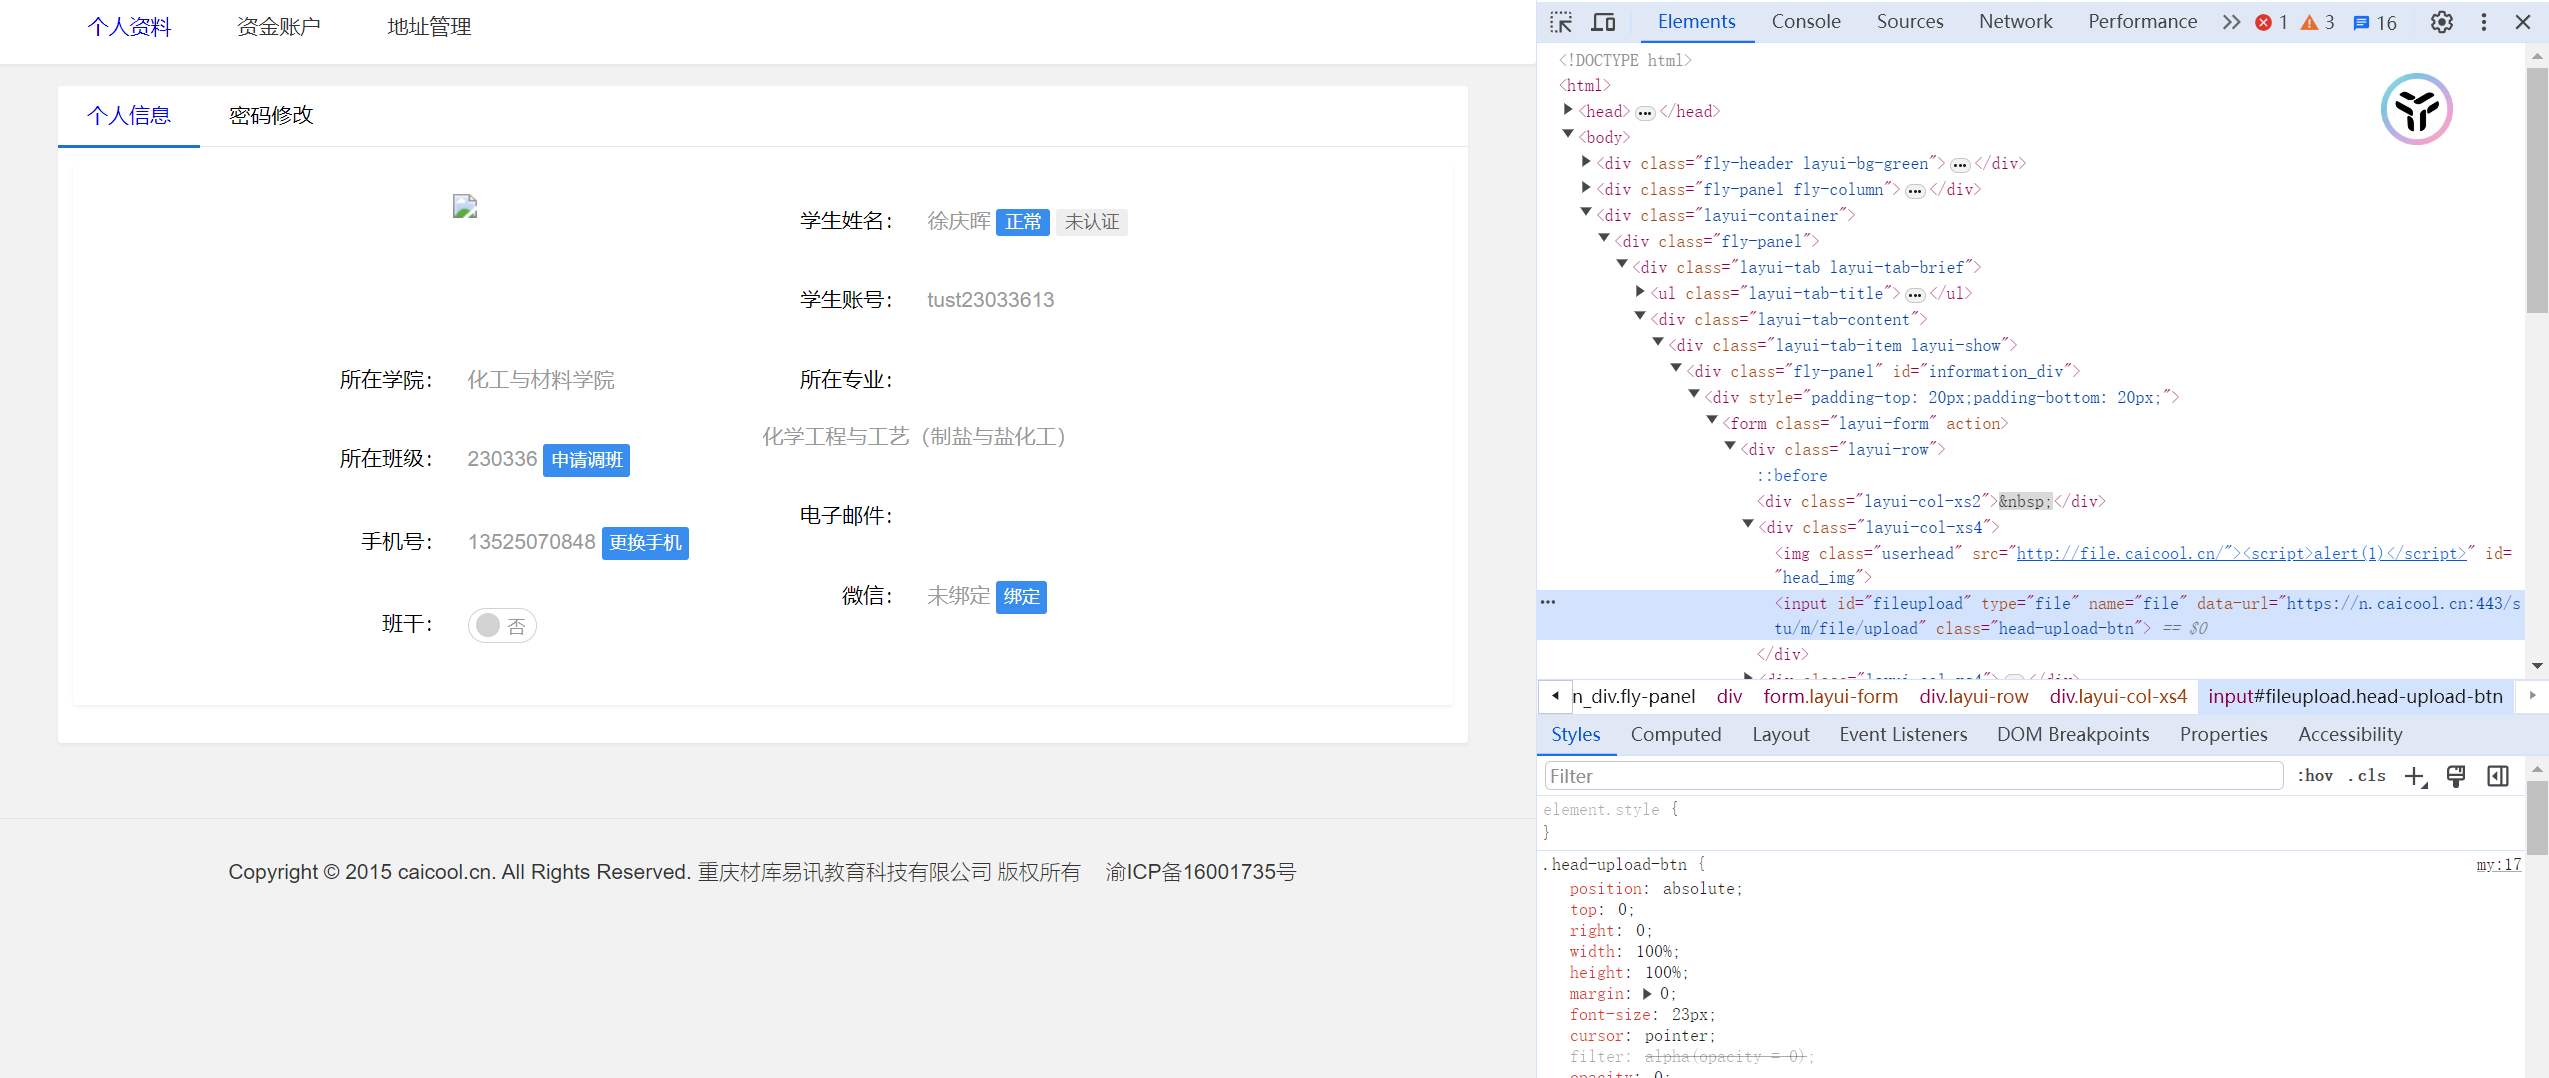 个人资料 资金账户 地址管理
个人信息 密码修改
学生姓名： 徐庆晖 正常 未认证
学生账号： tust23033613
所在学院： 化工与材料学院 所在专业：
化学工程与工艺（制盐与盐化工）
所在班级： 230336 申请调班
电子邮件：
手机号： 13525070848 更换手机
微信： 未绑定 绑定
班干： 否
Copyright © 2015 caicool.cn. All Rights Reserved. 重庆材库易讯教育科技有限公司 版权所有 渝ICP备16001735号
Elements Console Sources Network Performance 1 3 16
<!DOCTYPE html>
<html>
<head> ••• </head>
<body>
<div class="fly-header layui-bg-green"> ••• </div>
<div class="fly-panel fly-column"> ••• </div>
<div class="layui-container">
<div class="fly-panel">
<div class="layui-tab layui-tab-brief">
<ul class="layui-tab-title"> ••• </ul>
<div class="layui-tab-content">
<div class="layui-tab-item layui-show">
<div class="fly-panel" id="information_div">
<div style="padding-top: 20px;padding-bottom: 20px;">
<form class="layui-form" action>
<div class="layui-row">
::before
<div class="layui-col-xs2">&nbsp;</div>
<div class="layui-col-xs4">
<img class="userhead" src="http://file.caicool.cn/"><script>alert(1)</script>" id=
"head_img">
••• <input id="fileupload" type="file" name="file" data-url="https://n.caicool.cn:443/s
tu/m/file/upload" class="head-upload-btn"> == $0
</div>
<div class="layui-col-xs4"> </div>
n_div.fly-panel div form.layui-form div.layui-row div.layui-col-xs4 input#fileupload.head-upload-btn
Styles Computed Layout Event Listeners DOM Breakpoints Properties Accessibility
Filter :hov .cls
element.style {
}
.head-upload-btn { my:17
position: absolute;
top: 0;
right: 0;
width: 100%;
height: 100%;
margin: 0;
font-size: 23px;
cursor: pointer;
filter: alpha(opacity = 0);
opacity: 0;